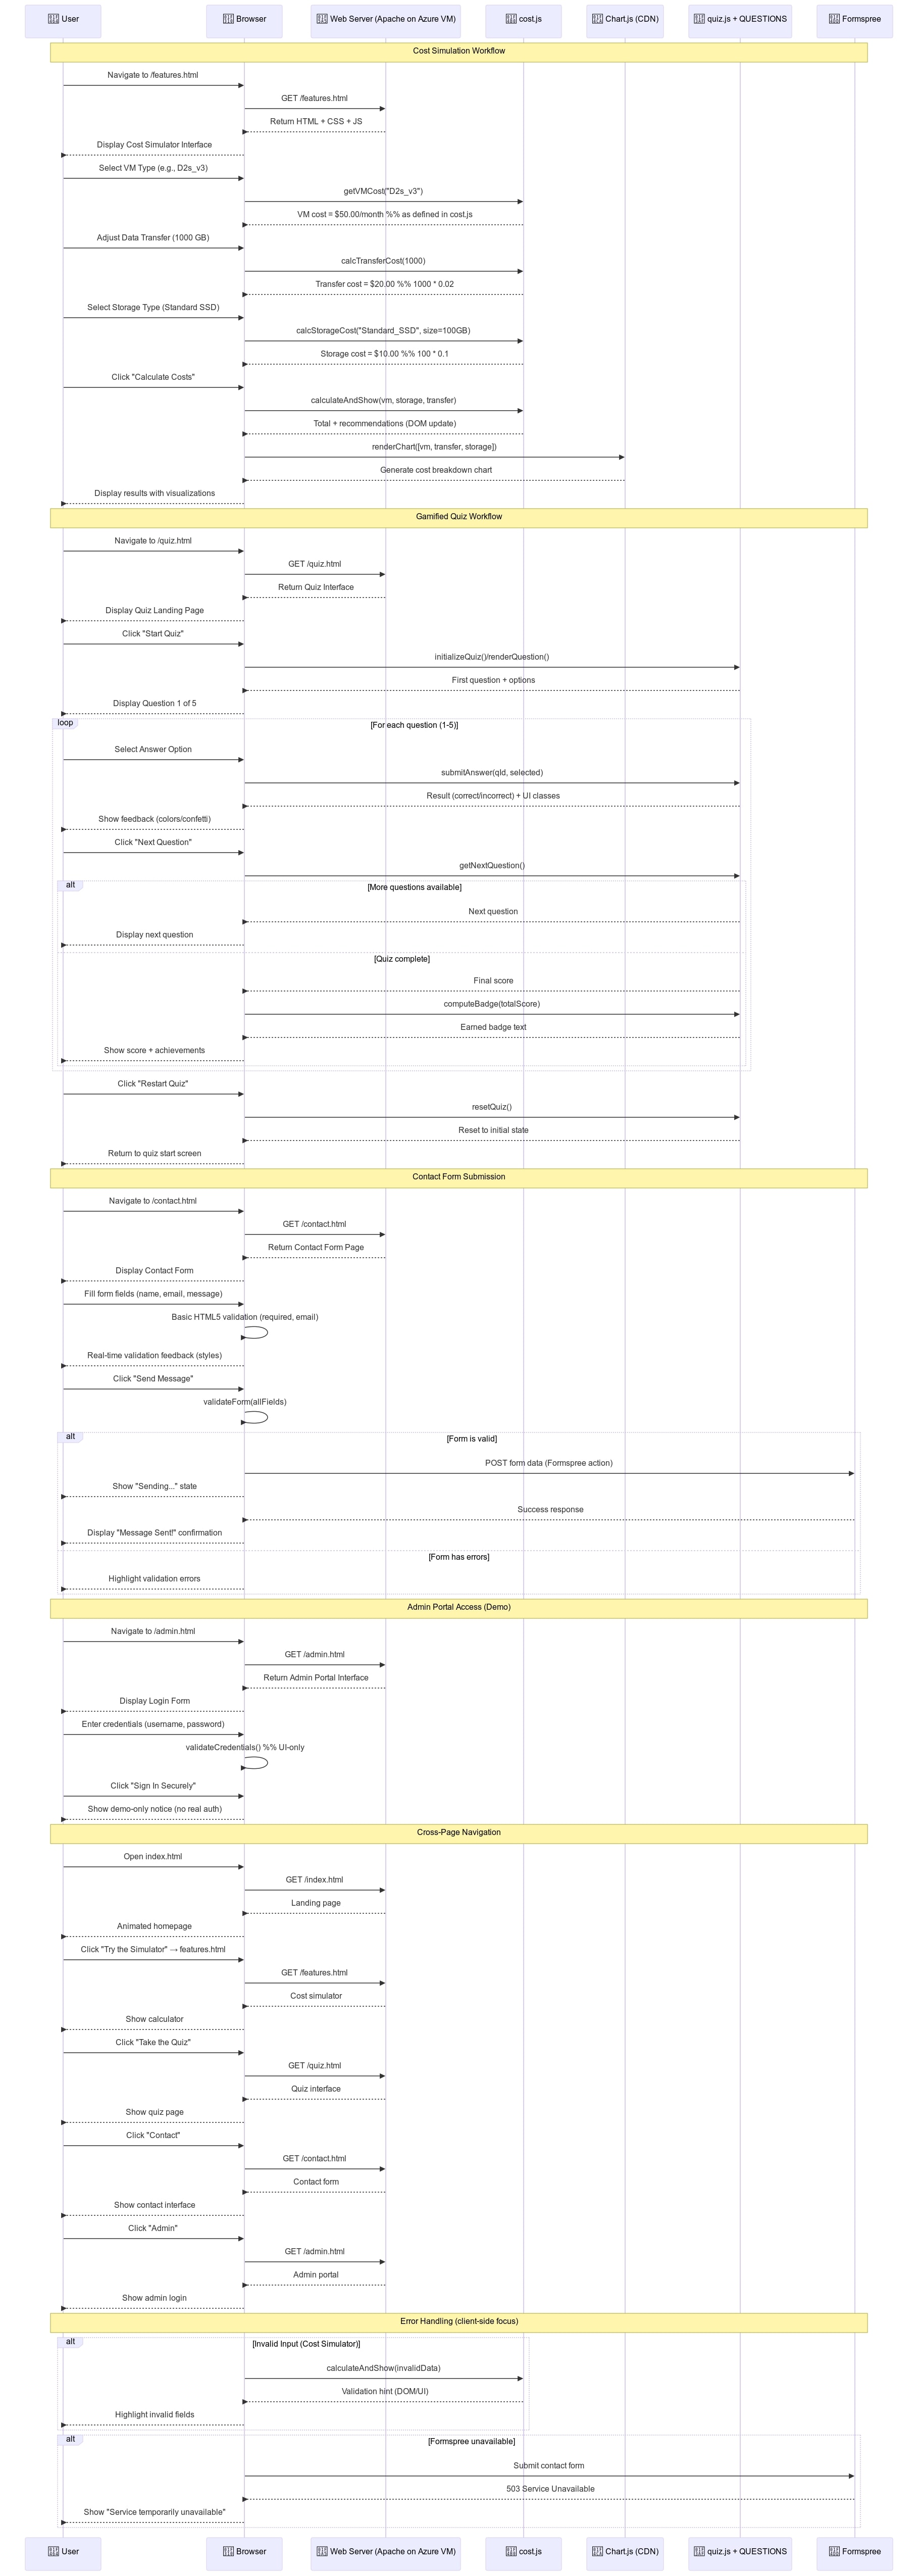 User
Browser
Web Server (Apache on Azure VM)
cost.js
Chart.js (CDN)
quiz.js + QUESTIONS
Formspree
Cost Simulation Workflow
Navigate to /features.html
GET /features.html
Return HTML + CSS + JS
Display Cost Simulator Interface
Select VM Type (e.g., D2s_v3)
getVMCost("D2s_v3")
VM cost = $50.00/month %% as defined in cost.js
Adjust Data Transfer (1000 GB)
calcTransferCost(1000)
Transfer cost = $20.00 %% 1000 * 0.02
Select Storage Type (Standard SSD)
calcStorageCost("Standard_SSD", size=100GB)
Storage cost = $10.00 %% 100 * 0.1
Click "Calculate Costs"
calculateAndShow(vm, storage, transfer)
Total + recommendations (DOM update)
renderChart([vm, transfer, storage])
Generate cost breakdown chart
Display results with visualizations
Gamified Quiz Workflow
Navigate to /quiz.html
GET /quiz.html
Return Quiz Interface
Display Quiz Landing Page
Click "Start Quiz"
initializeQuiz()/renderQuestion()
First question + options
Display Question 1 of 5
loop
[For each question (1-5)]
Select Answer Option
submitAnswer(qId, selected)
Result (correct/incorrect) + UI classes
Show feedback (colors/confetti)
Click "Next Question"
getNextQuestion()
alt
[More questions available]
Next question
Display next question
[Quiz complete]
Final score
computeBadge(totalScore)
Earned badge text
Show score + achievements
Click "Restart Quiz"
resetQuiz()
Reset to initial state
Return to quiz start screen
Contact Form Submission
Navigate to /contact.html
GET /contact.html
Return Contact Form Page
Display Contact Form
Fill form fields (name, email, message)
Basic HTML5 validation (required, email)
Real-time validation feedback (styles)
Click "Send Message"
validateForm(allFields)
alt
[Form is valid]
POST form data (Formspree action)
Show "Sending..." state
Success response
Display "Message Sent!" confirmation
[Form has errors]
Highlight validation errors
Admin Portal Access (Demo)
Navigate to /admin.html
GET /admin.html
Return Admin Portal Interface
Display Login Form
Enter credentials (username, password)
validateCredentials() %% UI-only
Click "Sign In Securely"
Show demo-only notice (no real auth)
Cross-Page Navigation
Open index.html
GET /index.html
Landing page
Animated homepage
Click "Try the Simulator" → features.html
GET /features.html
Cost simulator
Show calculator
Click "Take the Quiz"
GET /quiz.html
Quiz interface
Show quiz page
Click "Contact"
GET /contact.html
Contact form
Show contact interface
Click "Admin"
GET /admin.html
Admin portal
Show admin login
Error Handling (client-side focus)
alt
[Invalid Input (Cost Simulator)]
calculateAndShow(invalidData)
Validation hint (DOM/UI)
Highlight invalid fields
alt
[Formspree unavailable]
Submit contact form
503 Service Unavailable
Show "Service temporarily unavailable"
User
Browser
Web Server (Apache on Azure VM)
cost.js
Chart.js (CDN)
quiz.js + QUESTIONS
Formspree